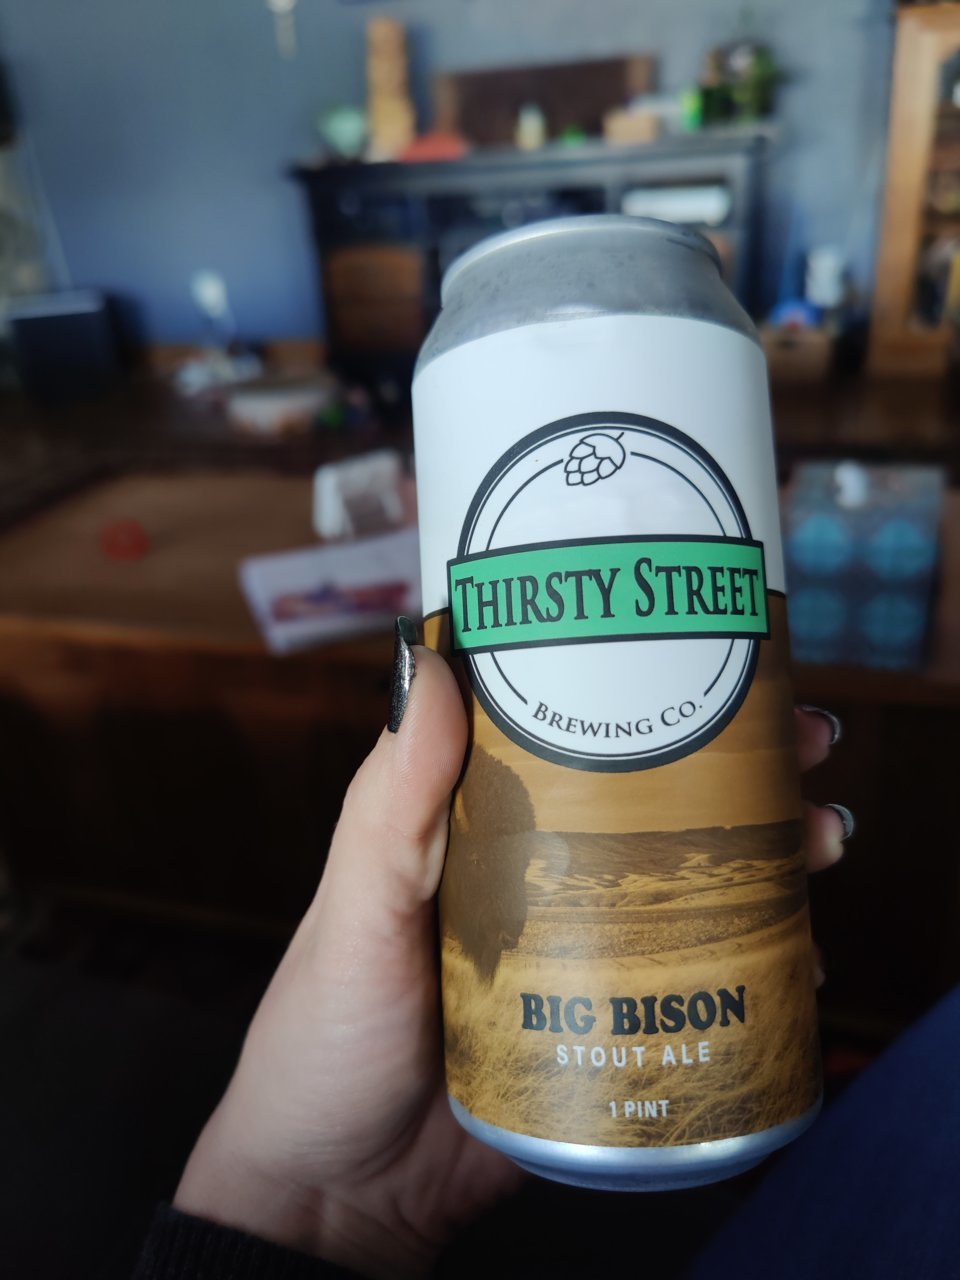 THIRSTY STREET
BREWING CO.
BIG BISON
STOUT ALE
1 PINT